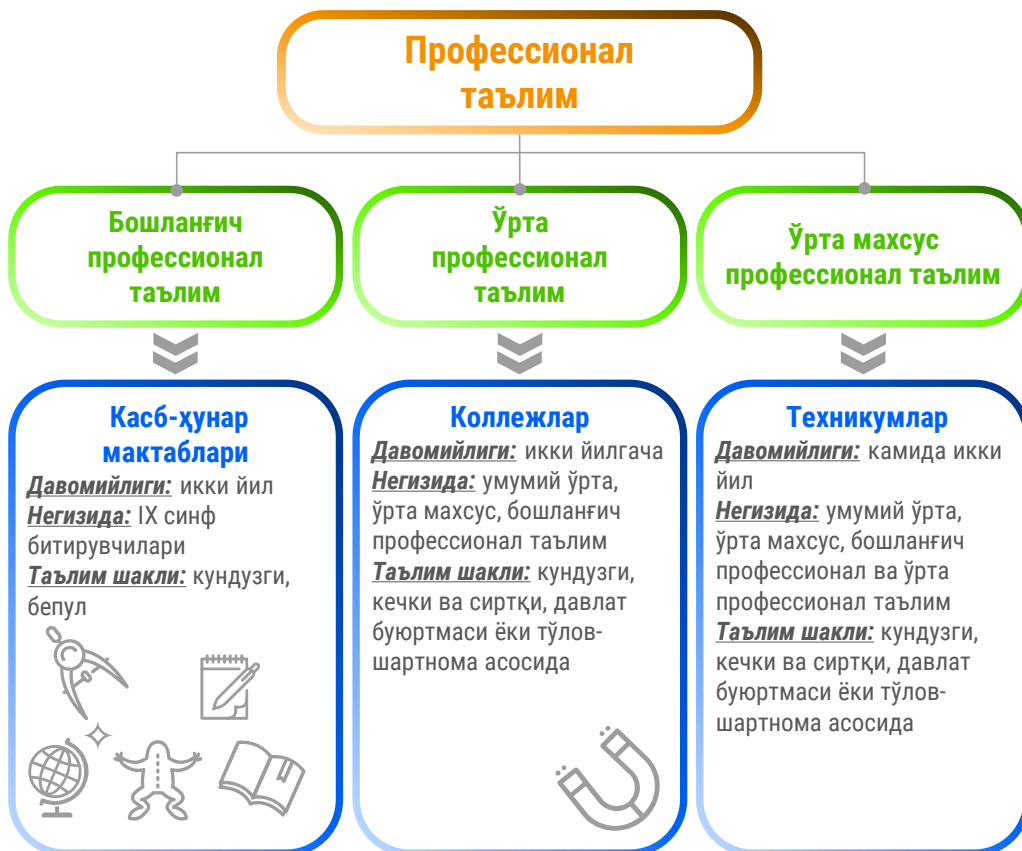 Профессионал
таълим
Бошланғич
профессионал
таълим
Ўрта
профессионал
таълим
Ўрта махсус
профессионал таълим
Касб-ҳунар
мактаблари
Давомийлиги: икки йил
Негизида: IX синф
битирувчилари
Таълим шакли: кундузги,
бепул
Коллежлар
Давомийлиги: икки йилгача
Негизида: умумий ўрта,
ўрта махсус, бошланғич
профессионал таълим
Таълим шакли: кундузги,
кечки ва сиртқи, давлат
буюртмаси ёки тўлов-
шартнома асосида
Техникумлар
Давомийлиги: камида икки
йил
Негизида: умумий ўрта,
ўрта махсус, бошланғич
профессионал ва ўрта
профессионал таълим
Таълим шакли: кундузги,
кечки ва сиртқи, давлат
буюртмаси ёки тўлов-
шартнома асосида